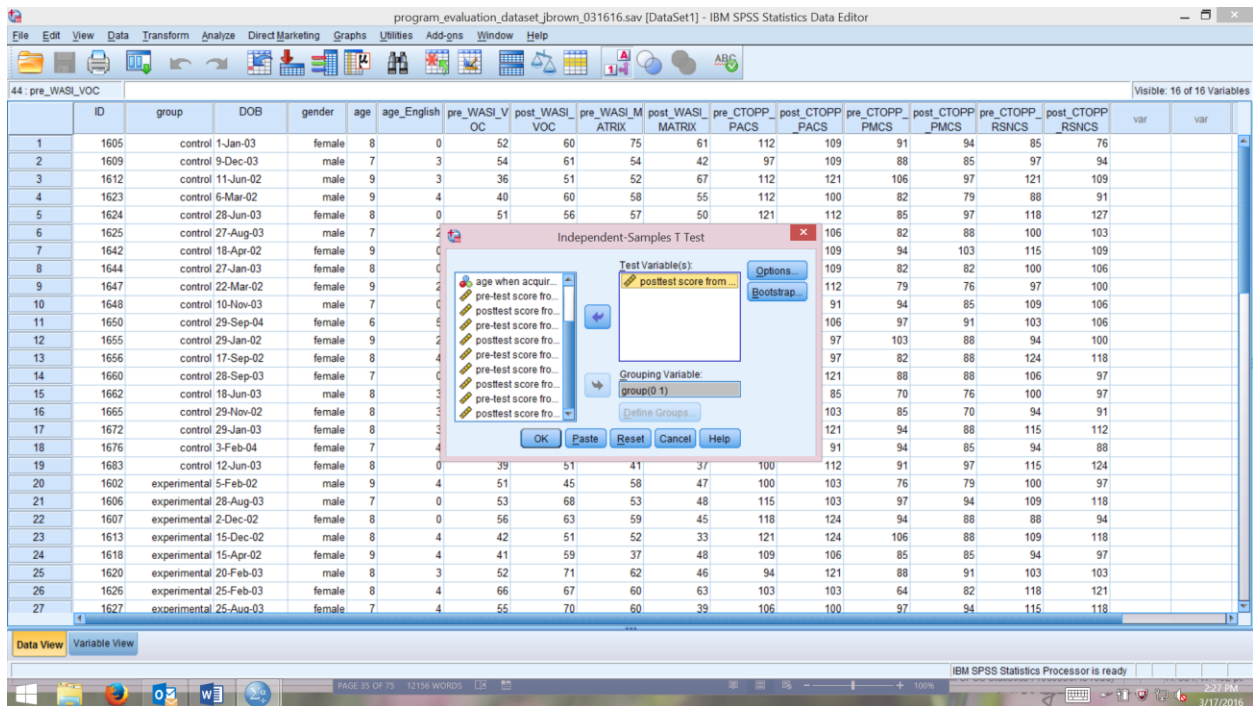 program_evaluation_dataset_jbrown_031616.sav [DataSet1] - IBM SPSS Statistics Data Editor
File Edit View Data Transform Analyze Direct Marketing Graphs Utilities Add-ons Window Help
44 : pre_WASI_VOC
Visible: 16 of 16 Variables
ID group DOB gender age age_English pre_WASI_VOC post_WASI_VOC pre_WASI_MATRIX post_WASI_MATRIX pre_CTOPP_PACS post_CTOPP_PACS pre_CTOPP_PMCS post_CTOPP_PMCS pre_CTOPP_RSNCS post_CTOPP_RSNCS var var
1 1605 control 1-Jan-03 female 8 0 52 60 75 61 112 109 91 94 85 76
2 1609 control 9-Dec-03 male 7 3 54 61 54 42 97 109 88 85 97 94
3 1612 control 11-Jun-02 male 9 3 36 51 52 67 112 121 106 97 121 109
4 1623 control 6-Mar-02 male 9 4 40 60 58 55 112 100 82 79 88 91
5 1624 control 28-Jun-03 female 8 0 51 56 57 50 121 112 85 97 118 127
6 1625 control 27-Aug-03 male 7 2 106 82 88 100 103
7 1642 control 18-Apr-02 female 9 109 94 103 115 109
8 1644 control 27-Jan-03 female 8 109 82 82 100 106
9 1647 control 22-Mar-02 female 9 112 79 76 97 100
10 1648 control 10-Nov-03 male 7 91 94 85 109 106
11 1650 control 29-Sep-04 female 6 106 97 91 103 106
12 1655 control 29-Jan-02 female 9 97 103 88 94 100
13 1656 control 17-Sep-02 female 8 97 82 88 124 118
14 1660 control 28-Sep-03 female 7 121 88 88 106 97
15 1662 control 18-Jun-03 male 8 85 70 76 100 97
16 1665 control 29-Nov-02 female 8 103 85 70 94 91
17 1672 control 29-Jan-03 female 8 121 94 88 115 112
18 1676 control 3-Feb-04 female 7 91 94 85 94 88
19 1683 control 12-Jun-03 female 8 0 39 51 41 37 100 112 91 97 115 124
20 1602 experimental 5-Feb-02 male 9 4 51 45 58 47 100 103 76 79 100 97
21 1606 experimental 28-Aug-03 male 7 0 53 68 53 48 115 103 97 94 109 118
22 1607 experimental 2-Dec-02 female 8 0 56 63 59 45 118 124 94 88 88 94
23 1613 experimental 15-Dec-02 male 8 4 42 51 52 33 121 124 106 88 109 118
24 1618 experimental 15-Apr-02 female 9 4 41 59 37 48 109 106 85 85 94 97
25 1620 experimental 20-Feb-03 male 8 3 52 71 62 46 94 121 88 91 103 103
26 1626 experimental 25-Feb-03 female 8 4 66 67 60 63 103 103 64 82 118 121
27 1627 experimental 25-Aug-03 female 7 4 55 70 60 39 106 100 97 94 115 118
Independent-Samples T Test
age when acquir...
pre-test score fro...
posttest score fro...
pre-test score fro...
posttest score fro...
pre-test score fro...
pre-test score fro...
posttest score fro...
pre-test score fro...
posttest score fro...
Test Variable(s):
posttest score from ...
Options...
Bootstrap...
Grouping Variable:
group(0 1)
Define Groups...
OK Paste Reset Cancel Help
Data View Variable View
IBM SPSS Statistics Processor is ready
PAGE 35 OF 75 12156 WORDS 100%
2:27 PM
3/17/2016